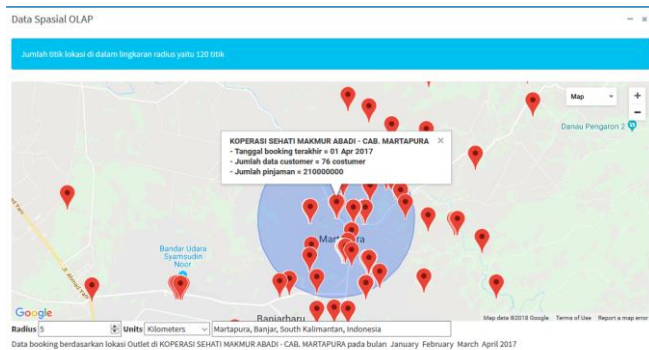 Data Spasial OLAP
Jumlah titik lokasi di dalam lingkaran radius yaitu 120 titik
Map
Danau Pengaron 2
KOPERASI SEHATI MAKMUR ABADI - CAB. MARTAPURA
- Tanggal booking terakhir = 01 Apr 2017
- Jumlah data customer = 76 costumer
- Jumlah pinjaman = 210000000
Bandar Udara
Syamsudin
Noor
Jl. Ahmad Yani
Banjarbaru
Google
Map data ©2018 Google Terms of Use Report a map error
Radius 5 Units Kilometers Martapura, Banjar, South Kalimantan, Indonesia
Data booking berdasarkan lokasi Outlet di KOPERASI SEHATI MAKMUR ABADI - CAB. MARTAPURA pada bulan January February March April 2017